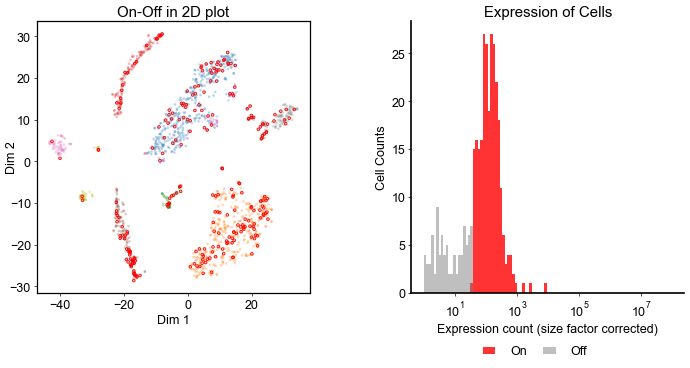 On-Off in 2D plot
Dim 2
30
20
10
0
−10
−20
−30
−40
−20
0
20
Dim 1
Expression of Cells
Cell Counts
25
20
15
10
5
0
10^1
10^3
10^5
10^7
Expression count (size factor corrected)
On
Off